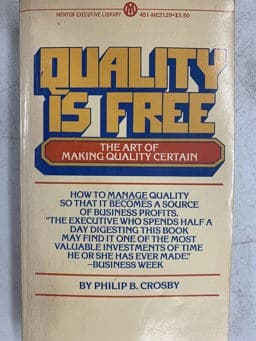 MENTOR EXECUTIVE LIBRARY 451-ME2129•$3.50
QUALITY
IS FREE
THE ART OF
MAKING QUALITY CERTAIN
HOW TO MANAGE QUALITY
SO THAT IT BECOMES A SOURCE
OF BUSINESS PROFITS.
"THE EXECUTIVE WHO SPENDS HALF A
DAY DIGESTING THIS BOOK
MAY FIND IT ONE OF THE MOST
VALUABLE INVESTMENTS OF TIME
HE OR SHE HAS EVER MADE."
—BUSINESS WEEK
BY PHILIP B. CROSBY